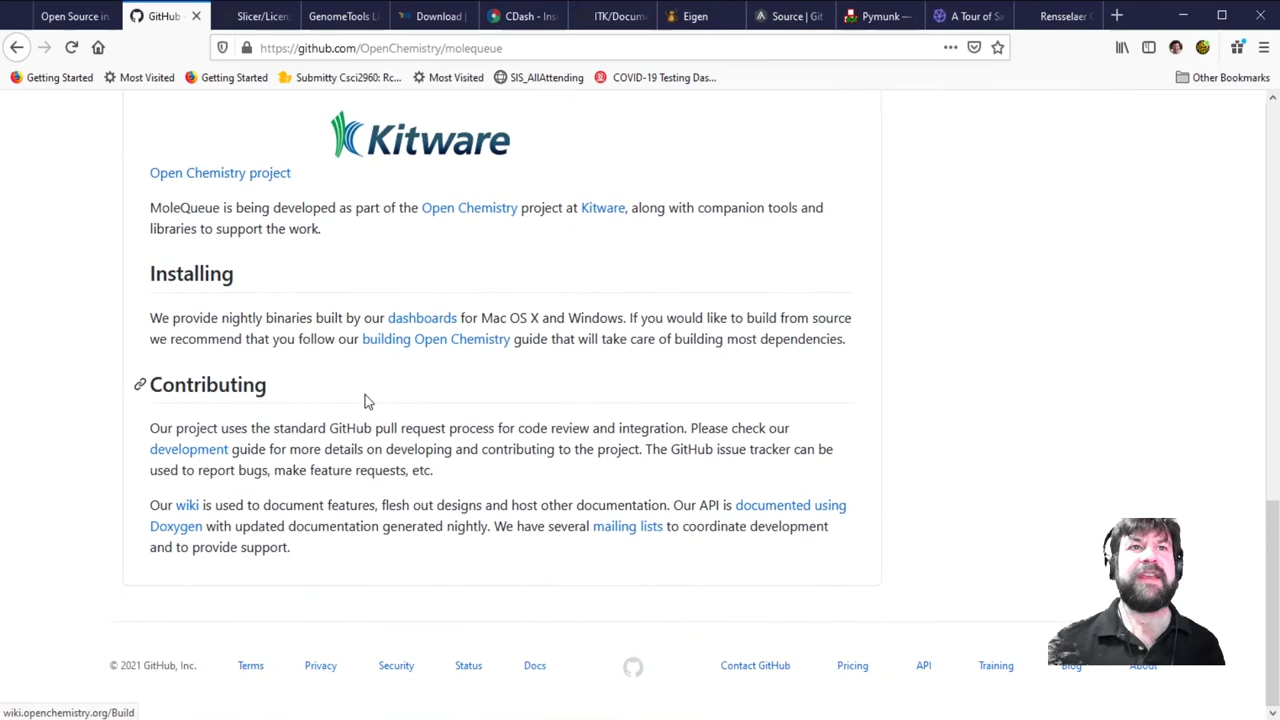 Open Source in
GitHub -
Slicer/Licen
GenomeTools Li
Download |
CDash - Ins
ITK/Docum
Eigen
Source | Git
Pymunk —
A Tour of Sa
Rensselaer C
https://github.com/OpenChemistry/molequeue
Getting Started
Most Visited
Getting Started
Submitty Csci2960: Rc...
Most Visited
SIS_AllAttending
COVID-19 Testing Das...
Other Bookmarks
Kitware
Open Chemistry project
MoleQueue is being developed as part of the Open Chemistry project at Kitware, along with companion tools and
libraries to support the work.
Installing
We provide nightly binaries built by our dashboards for Mac OS X and Windows. If you would like to build from source
we recommend that you follow our building Open Chemistry guide that will take care of building most dependencies.
Contributing
Our project uses the standard GitHub pull request process for code review and integration. Please check our
development guide for more details on developing and contributing to the project. The GitHub issue tracker can be
used to report bugs, make feature requests, etc.
Our wiki is used to document features, flesh out designs and host other documentation. Our API is documented using
Doxygen with updated documentation generated nightly. We have several mailing lists to coordinate development
and to provide support.
© 2021 GitHub, Inc.
Terms
Privacy
Security
Status
Docs
Contact GitHub
Pricing
API
Training
Blog
About
wiki.openchemistry.org/Build